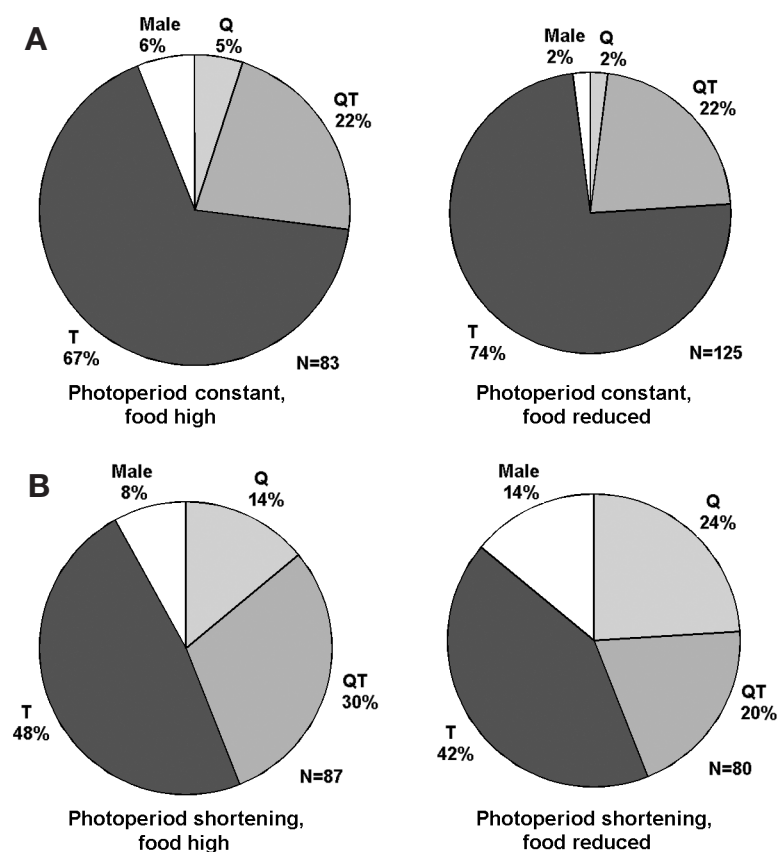 A
Male
6%
Q
5%
QT
22%
T
67%
N=83
Photoperiod constant,
food high
Male
2%
Q
2%
QT
22%
T
74%
N=125
Photoperiod constant,
food reduced
B
Male
8%
Q
14%
QT
30%
T
48%
N=87
Photoperiod shortening,
food high
Male
14%
Q
24%
QT
20%
T
42%
N=80
Photoperiod shortening,
food reduced